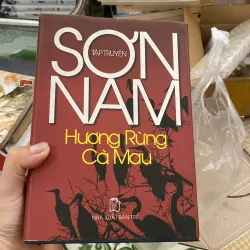 SƠN
TẬP TRUYỆN
NAM
Hương Rừng
Cà Mau
NHÀ XUẤT BẢN TRẺ